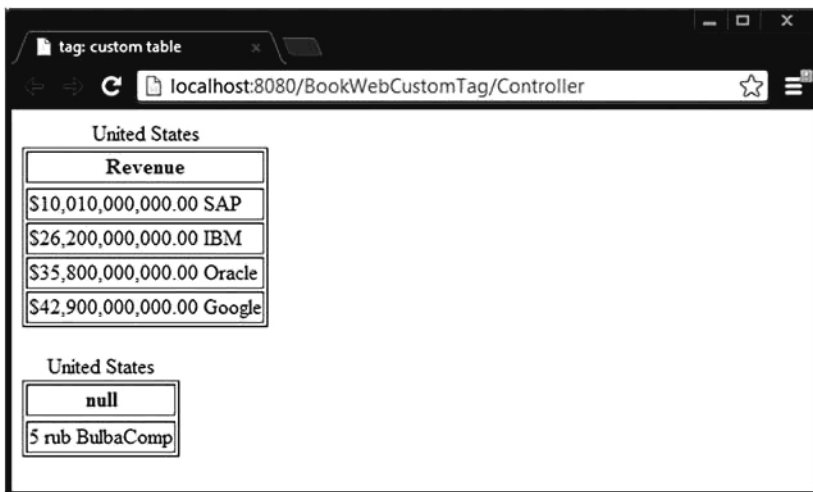 tag: custom table
localhost:8080/BookWebCustomTag/Controller
United States
Revenue
$10,010,000,000.00 SAP
$26,200,000,000.00 IBM
$35,800,000,000.00 Oracle
$42,900,000,000.00 Google
United States
null
5 rub BulbaComp